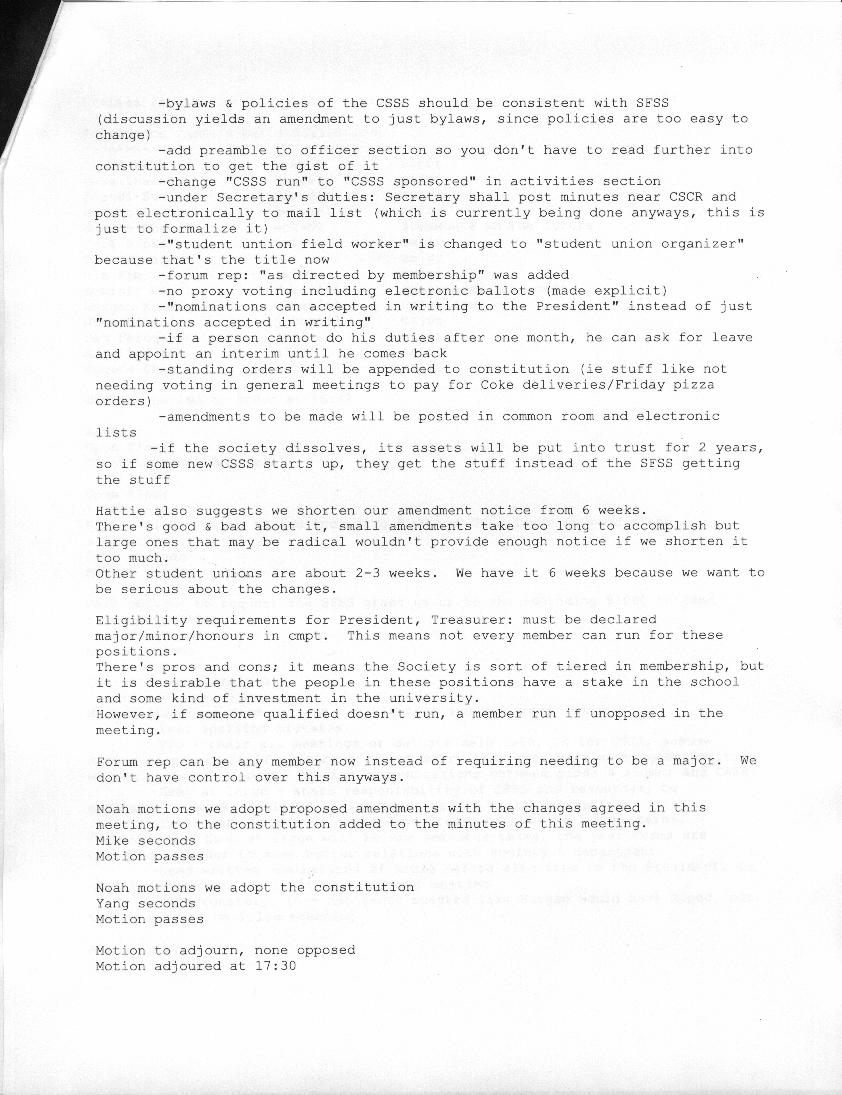 -bylaws & policies of the CSSS should be consistent with SFSS
(discussion yields an amendment to just bylaws, since policies are too easy to
change)
-add preamble to officer section so you don't have to read further into
constitution to get the gist of it
-change "CSSS run" to "CSSS sponsored" in activities section
-under Secretary's duties: Secretary shall post minutes near CSCR and
post electronically to mail list (which is currently being done anyways, this is
just to formalize it)
-"student untion field worker" is changed to "student union organizer"
because that's the title now
-forum rep: "as directed by membership" was added
-no proxy voting including electronic ballots (made explicit)
-"nominations can accepted in writing to the President" instead of just
"nominations accepted in writing"
-if a person cannot do his duties after one month, he can ask for leave
and appoint an interim until he comes back
-standing orders will be appended to constitution (ie stuff like not
needing voting in general meetings to pay for Coke deliveries/Friday pizza
orders)
-amendments to be made will be posted in common room and electronic
lists
-if the society dissolves, its assets will be put into trust for 2 years,
so if some new CSSS starts up, they get the stuff instead of the SFSS getting
the stuff
Hattie also suggests we shorten our amendment notice from 6 weeks.
There's good & bad about it, small amendments take too long to accomplish but
large ones that may be radical wouldn't provide enough notice if we shorten it
too much.
Other student unions are about 2-3 weeks. We have it 6 weeks because we want to
be serious about the changes.
Eligibility requirements for President, Treasurer: must be declared
major/minor/honours in cmpt. This means not every member can run for these
positions.
There's pros and cons; it means the Society is sort of tiered in membership, but
it is desirable that the people in these positions have a stake in the school
and some kind of investment in the university.
However, if someone qualified doesn't run, a member run if unopposed in the
meeting.
Forum rep can be any member now instead of requiring needing to be a major. We
don't have control over this anyways.
Noah motions we adopt proposed amendments with the changes agreed in this
meeting, to the constitution added to the minutes of this meeting.
Mike seconds
Motion passes
Noah motions we adopt the constitution
Yang seconds
Motion passes
Motion to adjourn, none opposed
Motion adjoured at 17:30